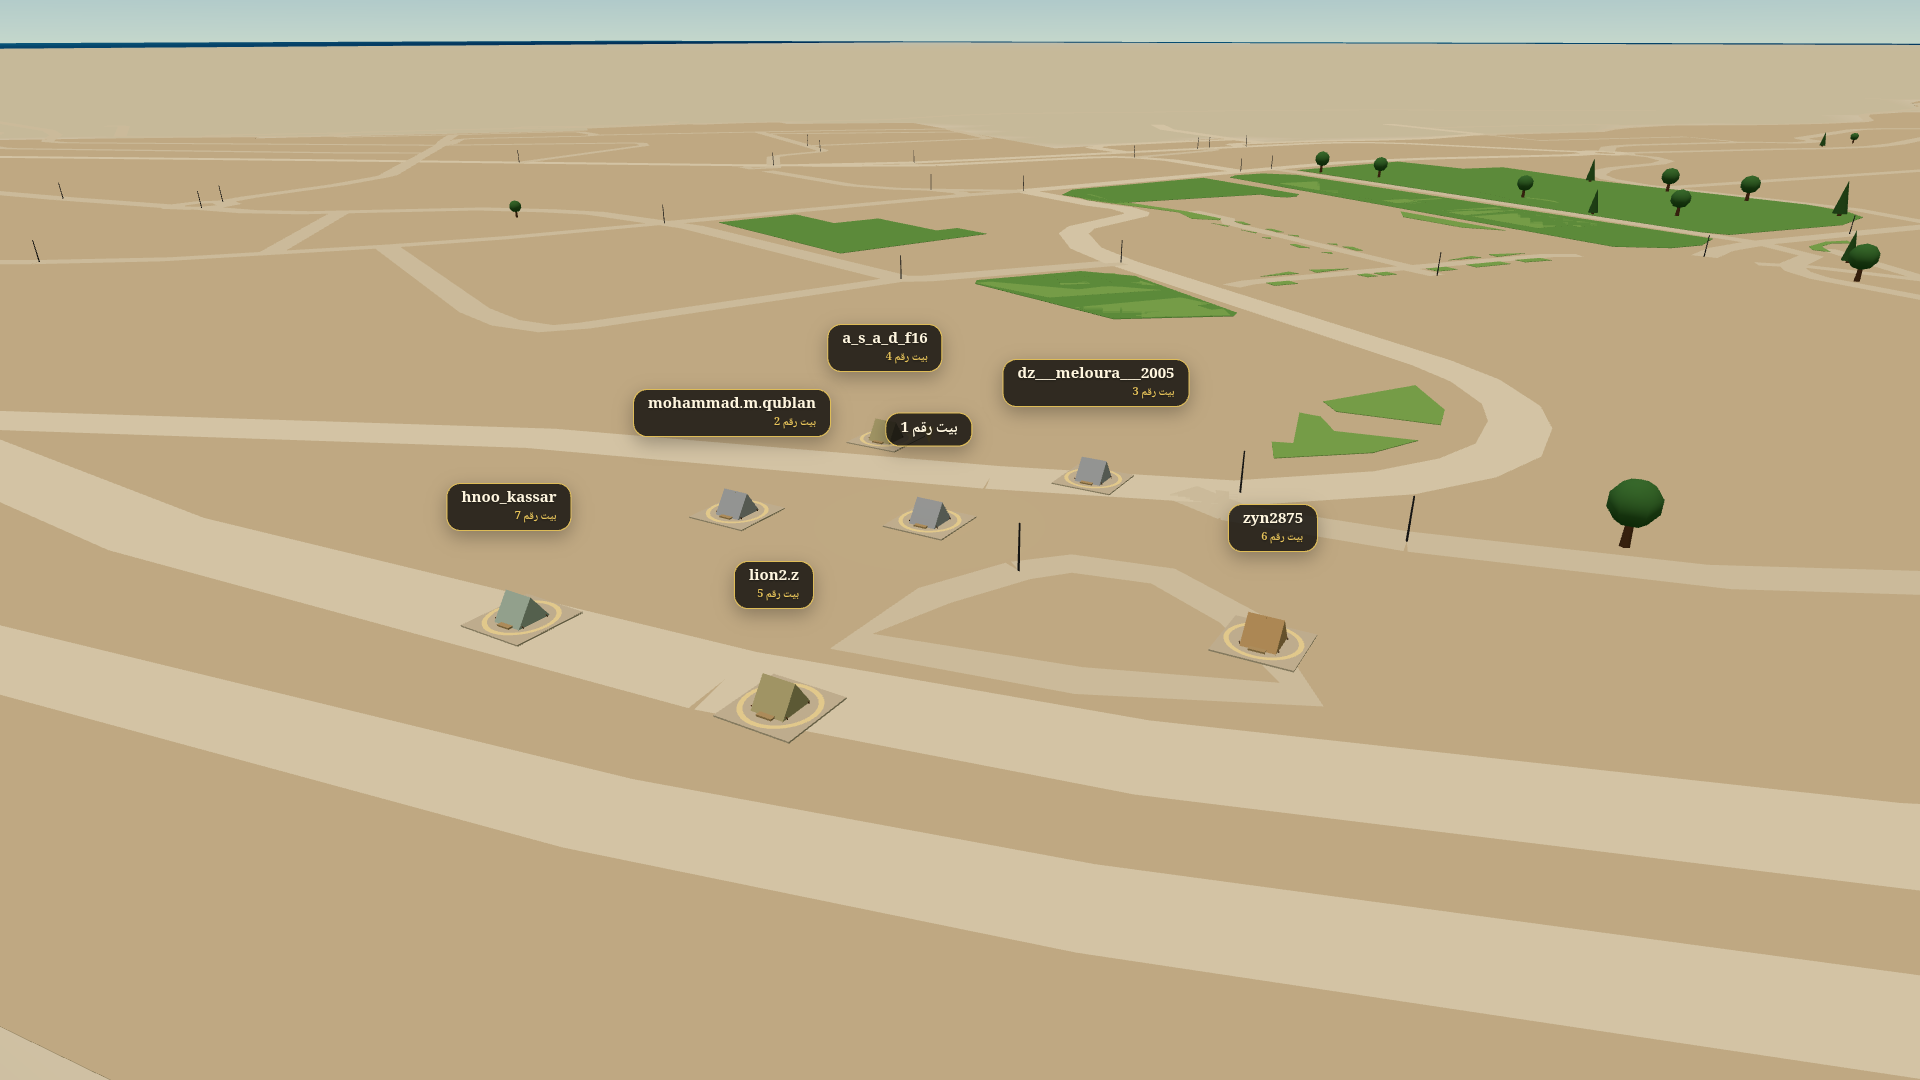 a_s_a_d_f16
بيت رقم 4
dz___meloura___2005
بيت رقم 3
mohammad.m.qublan
بيت رقم 2
بيت رقم 1
hnoo_kassar
بيت رقم 7
zyn2875
بيت رقم 6
lion2.z
بيت رقم 5